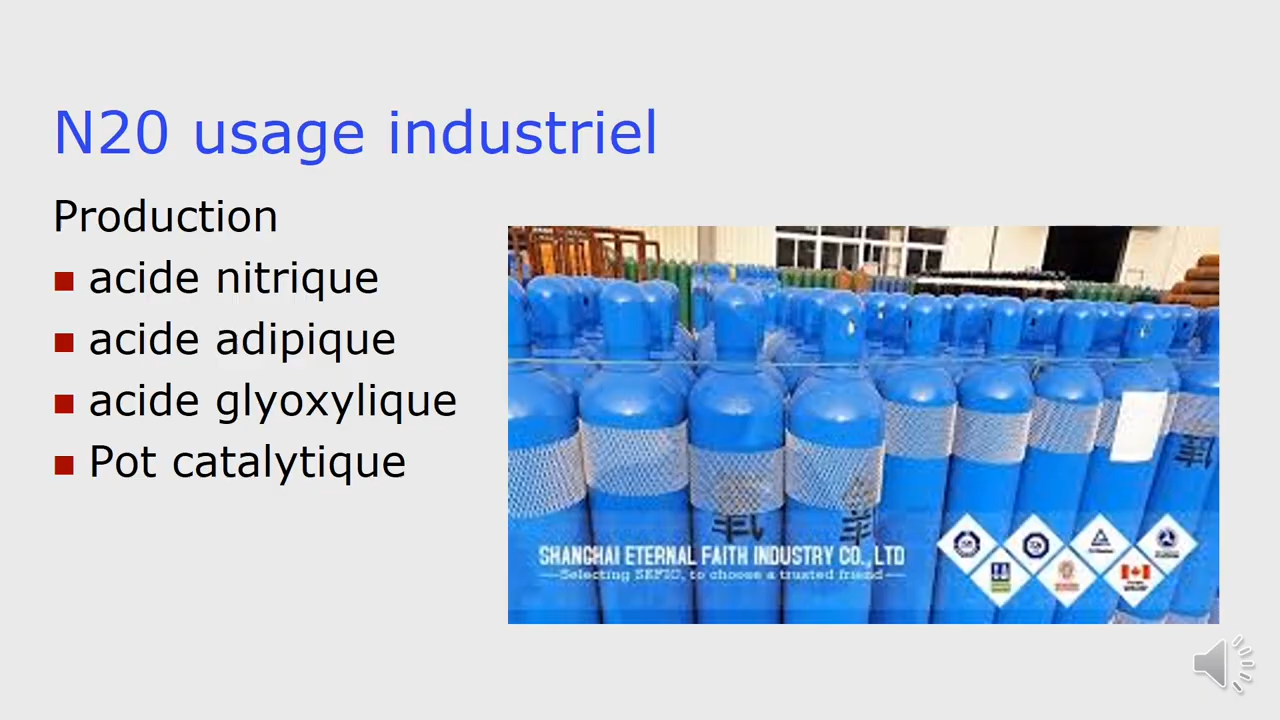 N20 usage industriel
Production
acide nitrique
acide adipique
acide glyoxylique
Pot catalytique
SHANGHAI ETERNAL FAITH INDUSTRY CO., LTD
Selecting SEFIC, to choose a trusted friend